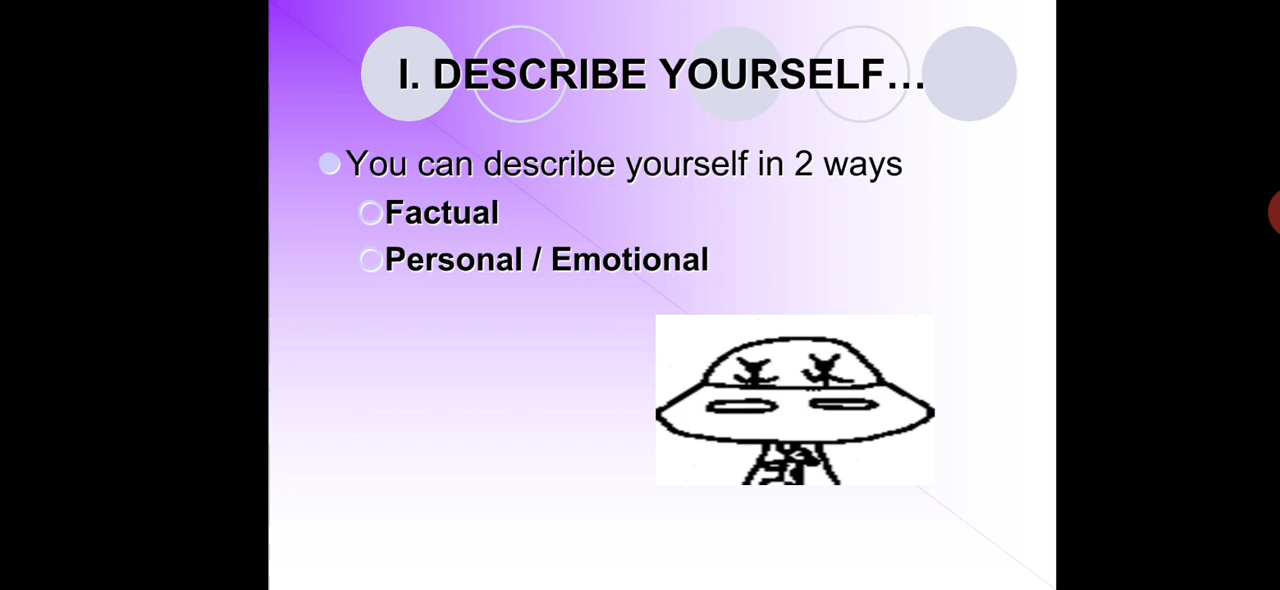 I. DESCRIBE YOURSELF…
You can describe yourself in 2 ways
Factual
Personal / Emotional